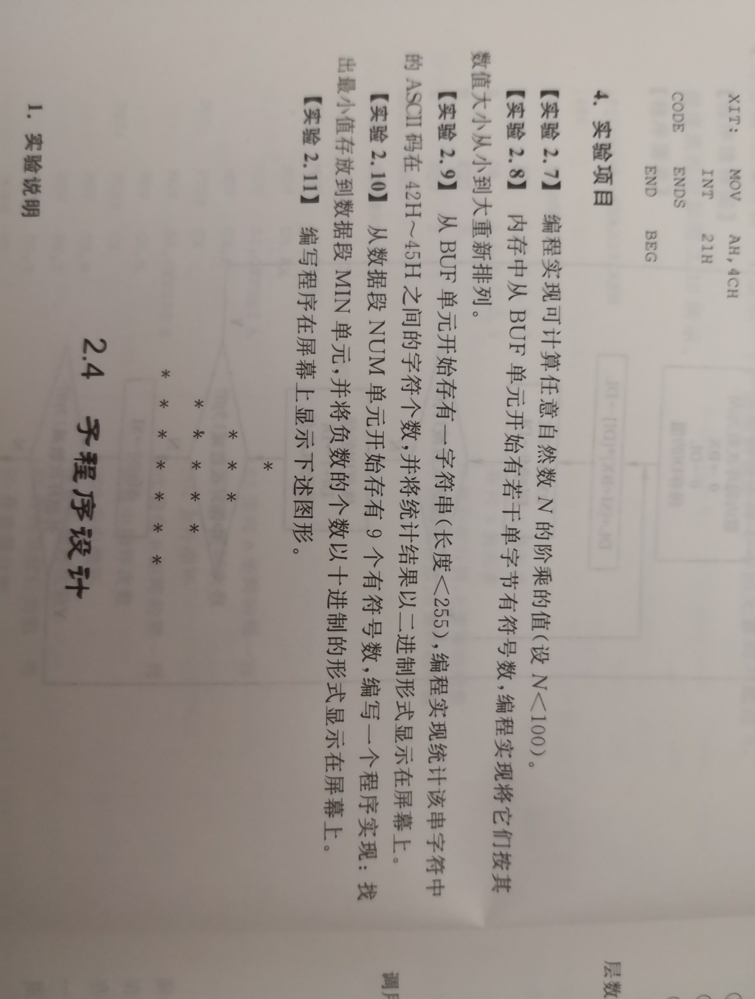 XIT: MOV AH,4CH
INT 21H
CODE ENDS
END BEG
4. 实验项目
【实验 2.7】 编程实现可计算任意自然数 N 的阶乘的值(设 N<100)。
【实验 2.8】 内存中从 BUF 单元开始有若干单字节有符号数,编程实现将它们按其
数值大小从小到大重新排列。
【实验 2.9】 从 BUF 单元开始存有一字符串(长度<255),编程实现统计该串字符中
的 ASCII 码在 42H～45H 之间的字符个数,并将统计结果以二进制形式显示在屏幕上。
【实验 2.10】 从数据段 NUM 单元开始存有 9 个有符号数,编写一个程序实现: 找
出最小值存放到数据段 MIN 单元,并将负数的个数以十进制的形式显示在屏幕上。
【实验 2.11】 编写程序在屏幕上显示下述图形。
*
* * *
* * * * *
* * * * * * *
2.4 子程序设计
1. 实验说明
层数
调用